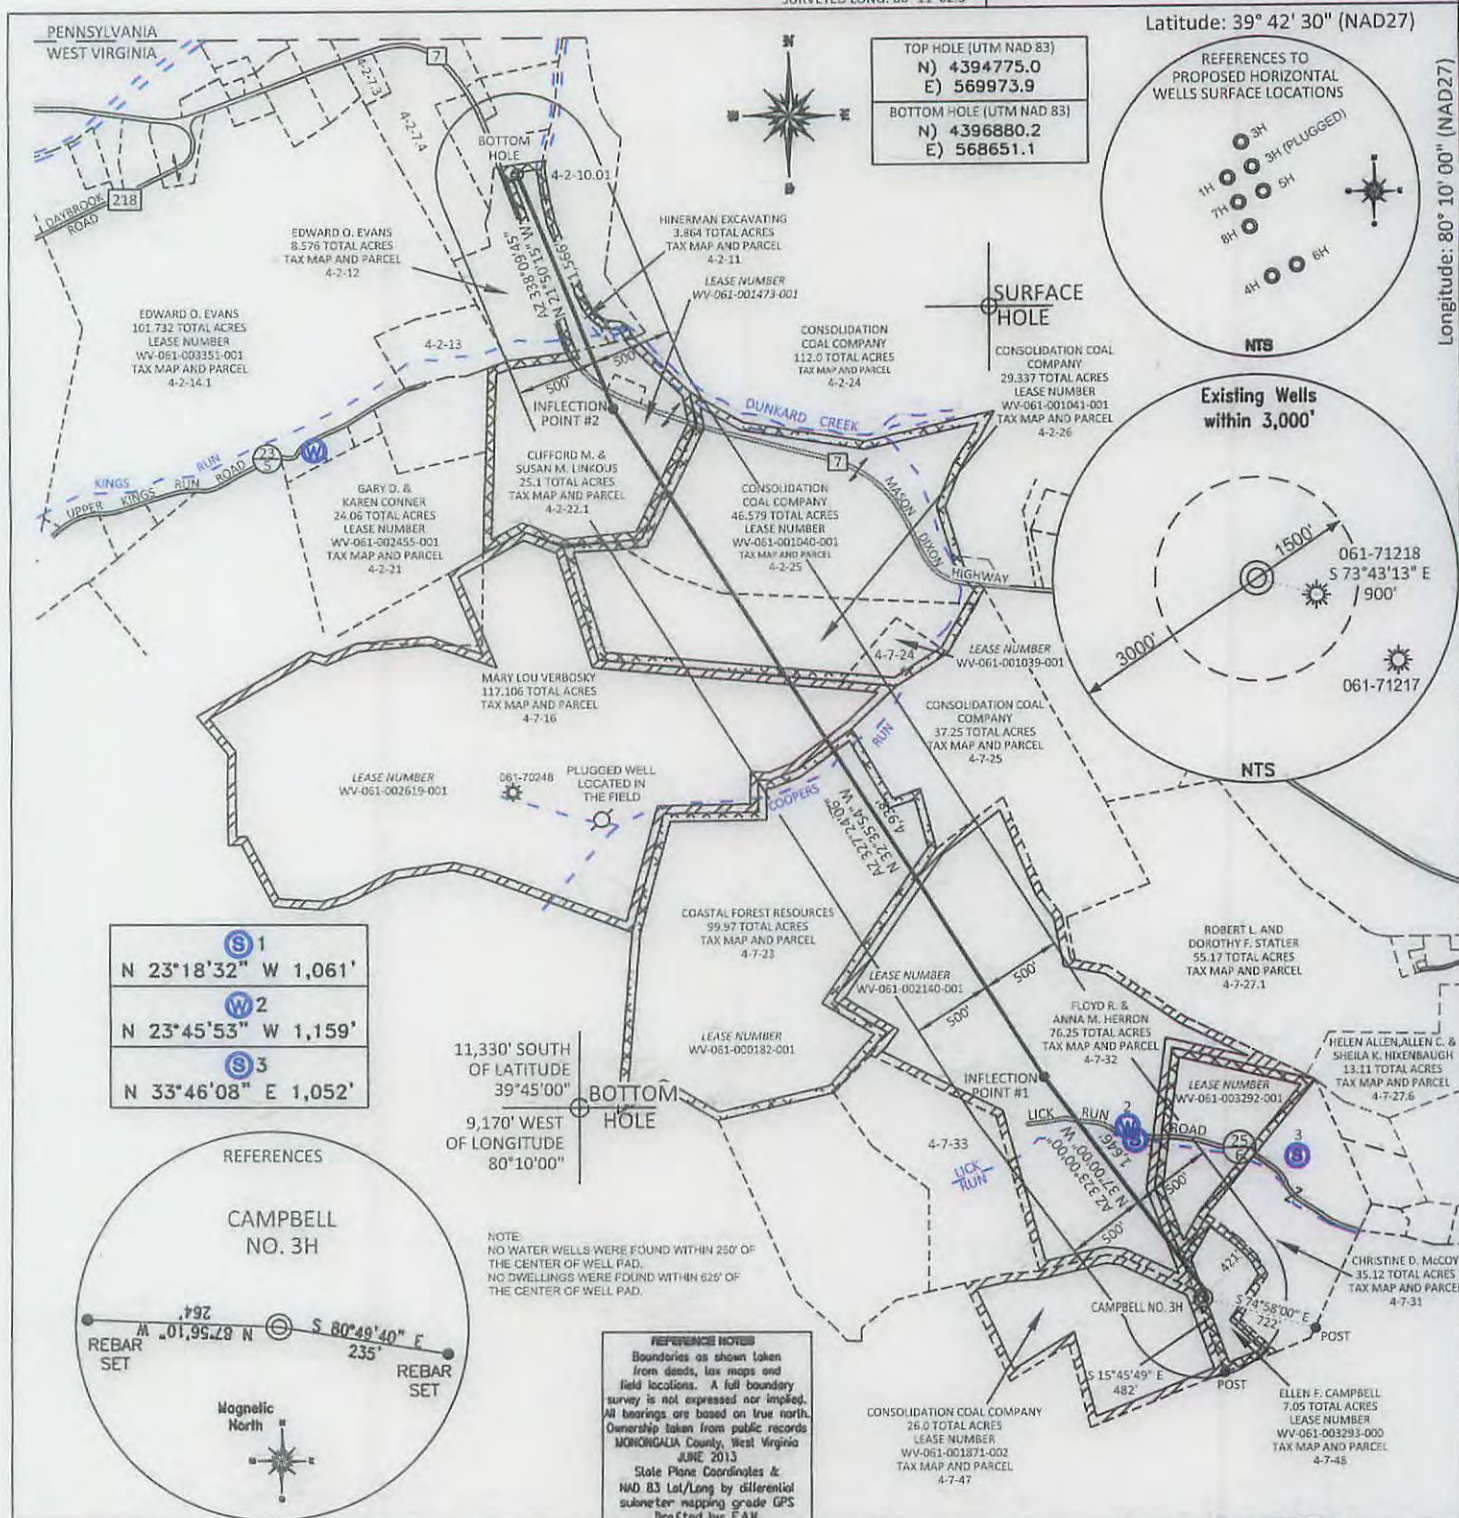 PENNSYLVANIA
WEST VIRGINIA
7
4-2-7.3
4-2-7.4
DAYBROOK
ROAD
218
BOTTOM
HOLE
4-2-10.01
TOP HOLE (UTM NAD 83)
N) 4394775.0
E) 569973.9
BOTTOM HOLE (UTM NAD 83)
N) 4396880.2
E) 568651.1
Latitude: 39° 42' 30" (NAD27)
Longitude: 80° 10' 00" (NAD27)
REFERENCES TO
PROPOSED HORIZONTAL
WELLS SURFACE LOCATIONS
3H
3H (PLUGGED)
1H
5H
7H
8H
6H
4H
NTS
EDWARD O. EVANS
8.576 TOTAL ACRES
TAX MAP AND PARCEL
4-2-12
HINERMAN EXCAVATING
3.864 TOTAL ACRES
TAX MAP AND PARCEL
4-2-11
LEASE NUMBER
WV-061-001473-001
AZ 338°09'45"
N 21°50'15" W
1,566'
EDWARD O. EVANS
101.732 TOTAL ACRES
LEASE NUMBER
WV-061-003351-001
TAX MAP AND PARCEL
4-2-14.1
4-2-13
SURFACE
HOLE
CONSOLIDATION
COAL COMPANY
112.0 TOTAL ACRES
TAX MAP AND PARCEL
4-2-24
CONSOLIDATION COAL
COMPANY
29.337 TOTAL ACRES
LEASE NUMBER
WV-061-001041-001
TAX MAP AND PARCEL
4-2-26
500'
500'
INFLECTION
POINT #2
DUNKARD CREEK
Existing Wells
within 3,000'
1500'
3000'
061-71218
S 73°43'13" E
900'
061-71217
NTS
KINGS RUN
UPPER KINGS RUN ROAD
23
5
W
GARY D. &
KAREN CONNER
24.06 TOTAL ACRES
LEASE NUMBER
WV-061-002455-001
TAX MAP AND PARCEL
4-2-21
CLIFFORD M. &
SUSAN M. LINKOUS
25.1 TOTAL ACRES
TAX MAP AND PARCEL
4-2-22.1
CONSOLIDATION
COAL COMPANY
46.579 TOTAL ACRES
LEASE NUMBER
WV-061-001040-001
TAX MAP AND PARCEL
4-2-25
7
MASON
DIXON
HIGHWAY
4-7-24
LEASE NUMBER
WV-061-001039-001
MARY LOU VERBOSKY
117.106 TOTAL ACRES
TAX MAP AND PARCEL
4-7-16
CONSOLIDATION COAL
COMPANY
37.25 TOTAL ACRES
TAX MAP AND PARCEL
4-7-25
LEASE NUMBER
WV-061-002619-001
061-70248
PLUGGED WELL
LOCATED IN
THE FIELD
COOPERS
RUN
AZ 327°24'06"
N 32°35'54" W
4,938'
COASTAL FOREST RESOURCES
99.97 TOTAL ACRES
TAX MAP AND PARCEL
4-7-23
LEASE NUMBER
WV-061-002140-001
500'
500'
ROBERT L. AND
DOROTHY F. STATLER
55.17 TOTAL ACRES
TAX MAP AND PARCEL
4-7-27.1
S 1
N 23°18'32" W 1,061'
W 2
N 23°45'53" W 1,159'
S 3
N 33°46'08" E 1,052'
LEASE NUMBER
WV-061-000182-001
FLOYD R. &
ANNA M. HERRON
76.25 TOTAL ACRES
TAX MAP AND PARCEL
4-7-32
HELEN ALLEN, ALLEN C. &
SHEILA K. HIXENBAUGH
13.11 TOTAL ACRES
TAX MAP AND PARCEL
4-7-27.6
LEASE NUMBER
WV-061-003292-001
11,330' SOUTH
OF LATITUDE
39°45'00"
9,170' WEST
OF LONGITUDE
80°10'00"
BOTTOM
HOLE
INFLECTION
POINT #1
LICK RUN ROAD
2
W
S
25
6
3
S
4-7-33
LICK
RUN
AZ 323°00'00"
N 37°00'00" W
1,646'
500'
500'
REFERENCES
CAMPBELL
NO. 3H
N 87°56'10" W
264'
S 80°49'40" E
235'
REBAR
SET
REBAR
SET
Magnetic
North
NOTE:
NO WATER WELLS WERE FOUND WITHIN 250' OF
THE CENTER OF WELL PAD.
NO DWELLINGS WERE FOUND WITHIN 625' OF
THE CENTER OF WELL PAD.
CAMPBELL NO. 3H
421'
S 74°58'00" E
722'
POST
CHRISTINE D. McCOY
35.12 TOTAL ACRES
TAX MAP AND PARCEL
4-7-31
S 15°45'49" E
482'
POST
ELLEN F. CAMPBELL
7.05 TOTAL ACRES
LEASE NUMBER
WV-061-003293-000
TAX MAP AND PARCEL
4-7-48
CONSOLIDATION COAL COMPANY
26.0 TOTAL ACRES
LEASE NUMBER
WV-061-001871-002
TAX MAP AND PARCEL
4-7-47
REFERENCE NOTES
Boundaries as shown taken
from deeds, tax maps and
field locations. A full boundary
survey is not expressed nor implied.
All bearings are based on true north.
Ownership taken from public records
MONONGALIA County, West Virginia
JUNE 2013
State Plane Coordinates &
NAD 83 Lat/Long by differential
submeter mapping grade GPS